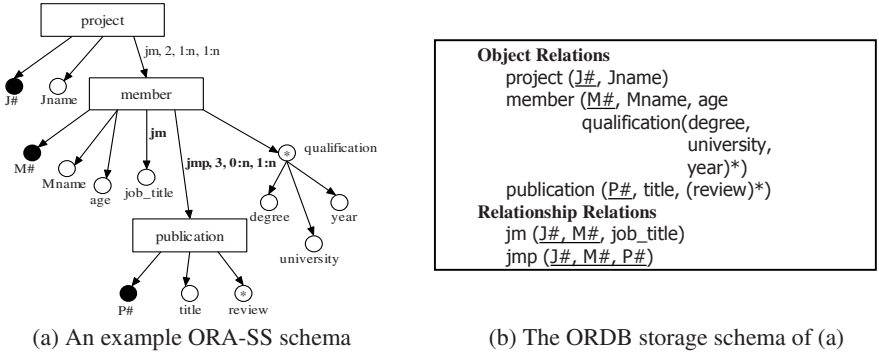 project
jm, 2, 1:n, 1:n
J#
Jname
member
jm
jmp, 3, 0:n, 1:n
*
qualification
M#
Mname
age
job_title
degree
university
year
publication
P#
title
*
review
(a) An example ORA-SS schema
Object Relations
project (J#, Jname)
member (M#, Mname, age
qualification(degree,
university,
year)*)
publication (P#, title, (review)*)
Relationship Relations
jm (J#, M#, job_title)
jmp (J#, M#, P#)
(b) The ORDB storage schema of (a)